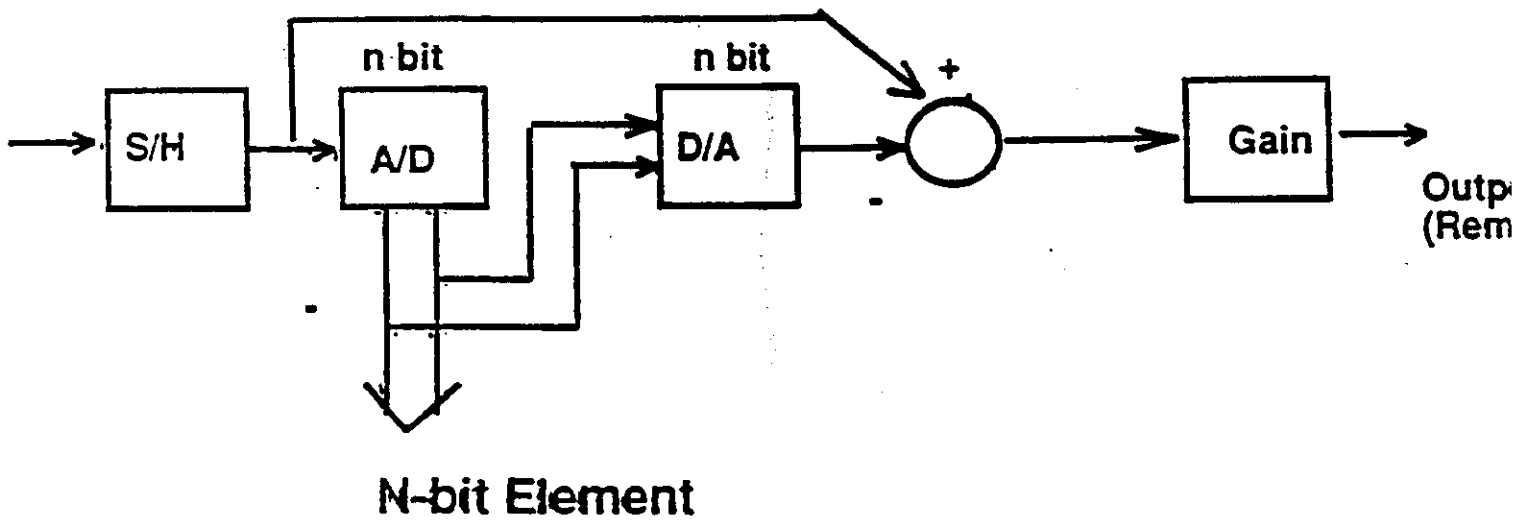 n bit
n bit
+
S/H
A/D
D/A
Gain
-
-
N-bit Element